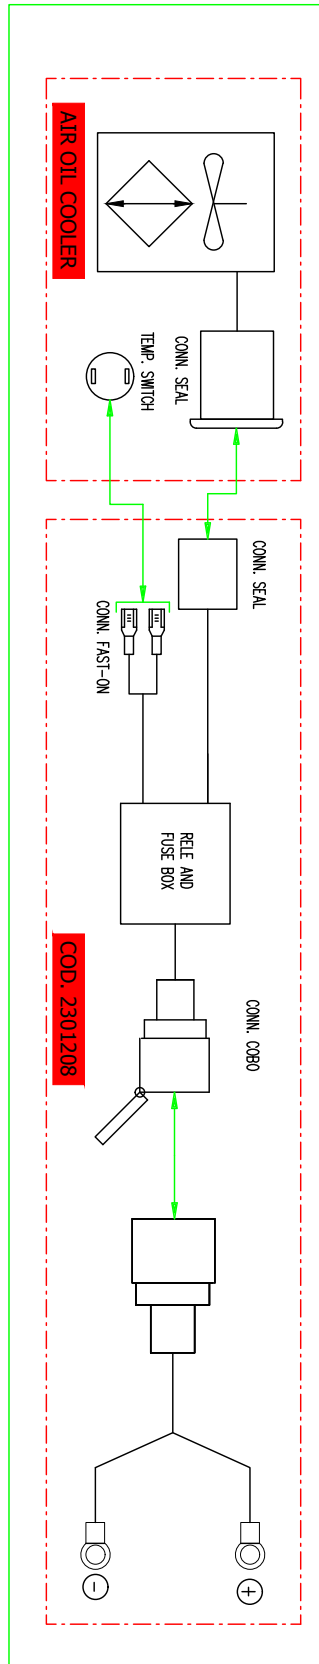 AIR OIL COOLER
CONN. SEAL
TEMP. SWITCH
CONN. SEAL
CONN. FAST-ON
RELE AND
FUSE BOX
COD. 2301208
CONN. COBO
+
-